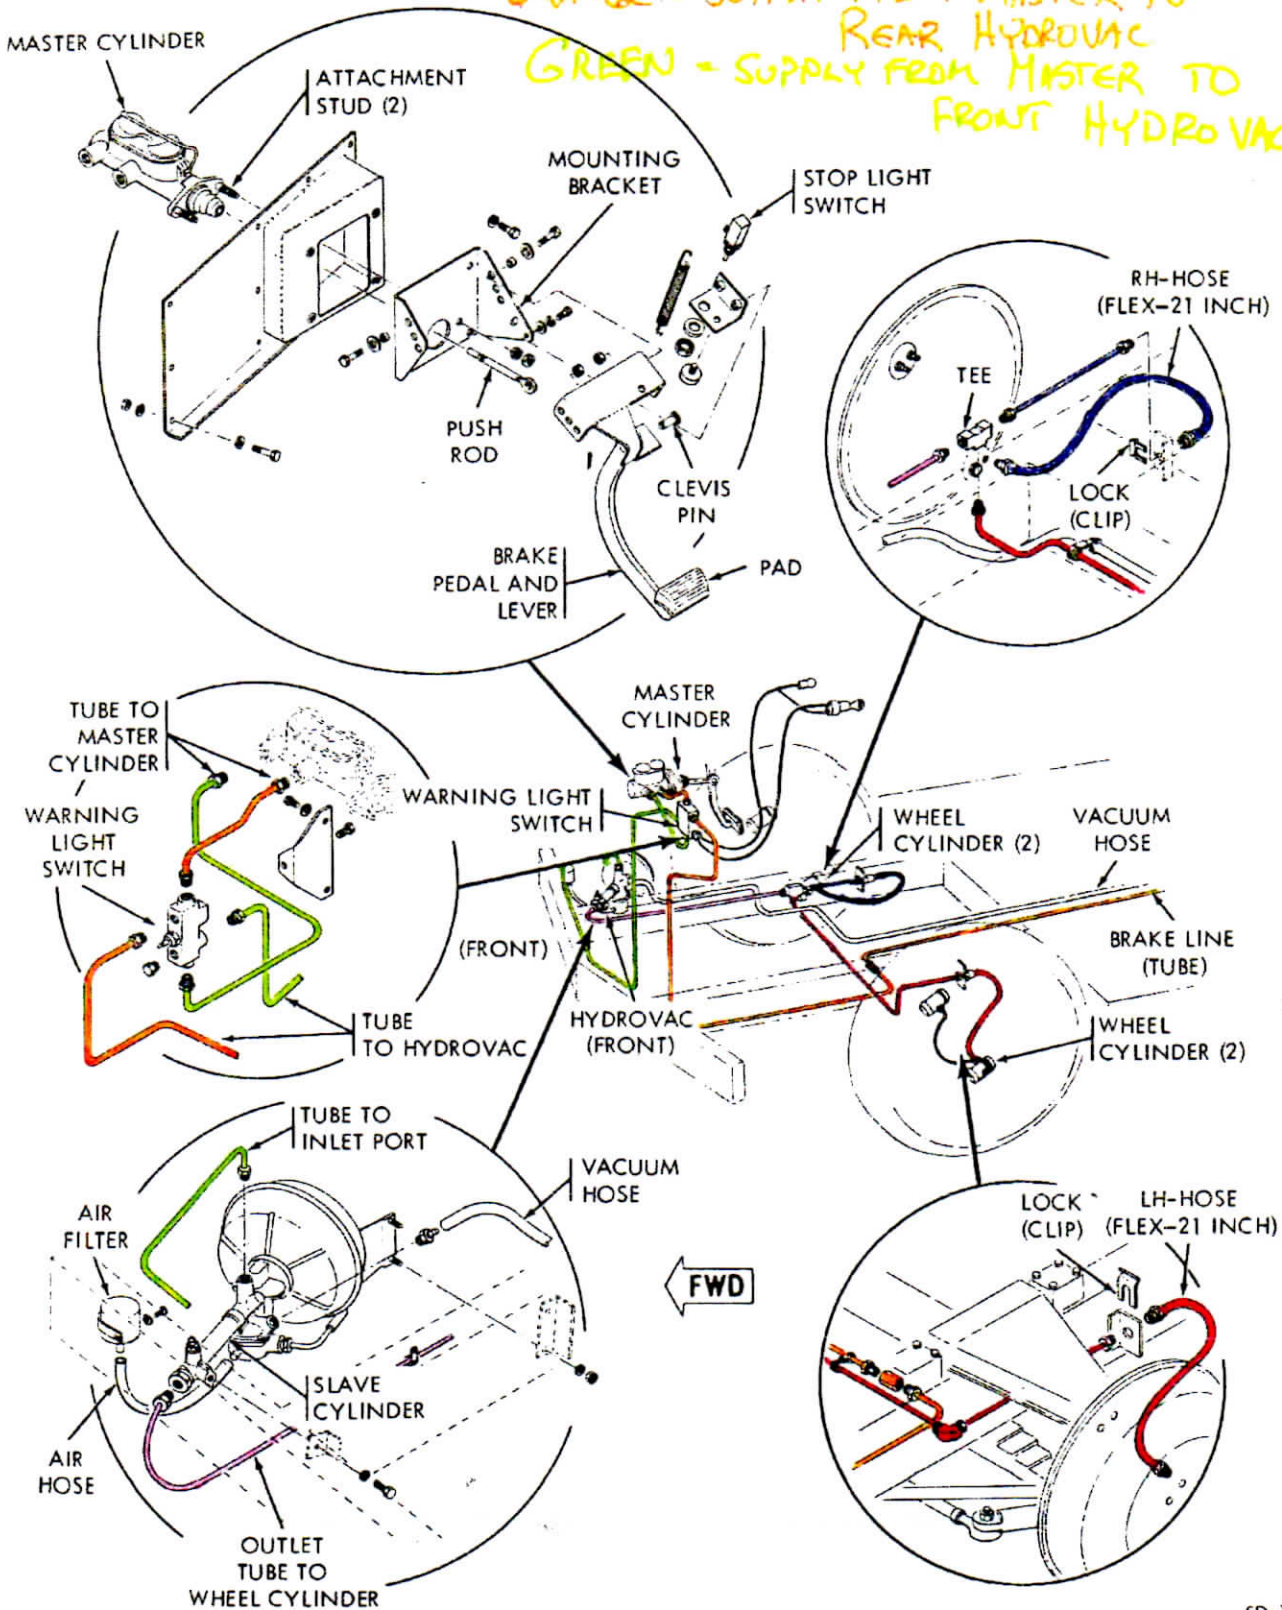 MASTER TO
REAR HYDROVAC
GREEN = SUPPLY FROM MASTER TO
FRONT HYDROVAC
MASTER CYLINDER
ATTACHMENT
STUD (2)
MOUNTING
BRACKET
STOP LIGHT
SWITCH
PUSH
ROD
CLEVIS
PIN
BRAKE
PEDAL AND
LEVER
PAD
RH-HOSE
(FLEX-21 INCH)
TEE
LOCK
(CLIP)
TUBE TO
MASTER
CYLINDER
WARNING
LIGHT
SWITCH
TUBE
TO HYDROVAC
MASTER
CYLINDER
WARNING LIGHT
SWITCH
WHEEL
CYLINDER (2)
VACUUM
HOSE
(FRONT)
BRAKE LINE
(TUBE)
HYDROVAC
(FRONT)
WHEEL
CYLINDER (2)
TUBE TO
INLET PORT
VACUUM
HOSE
AIR
FILTER
SLAVE
CYLINDER
AIR
HOSE
OUTLET
TUBE TO
WHEEL CYLINDER
FWD
LOCK
(CLIP)
LH-HOSE
(FLEX-21 INCH)